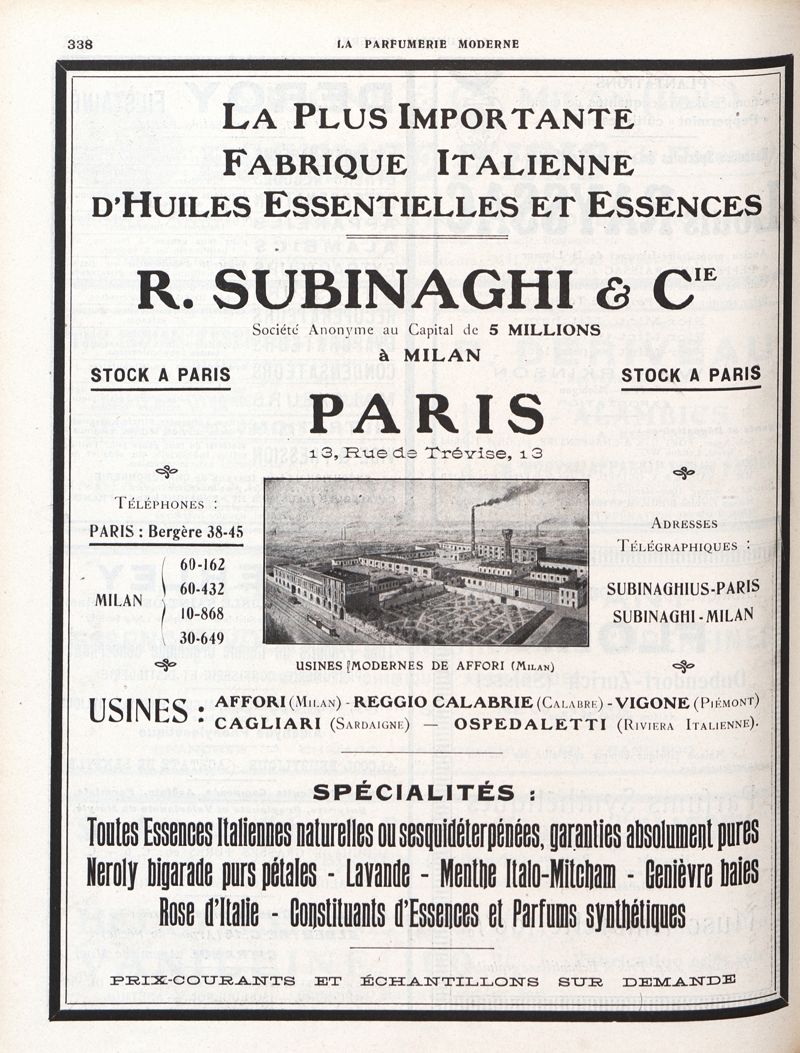 338
LA PARFUMERIE MODERNE
LA PLUS IMPORTANTE
FABRIQUE ITALIENNE
D'HUILES ESSENTIELLES ET ESSENCES
R. SUBINAGHI & CIE
Société Anonyme au Capital de 5 MILLIONS
à MILAN
STOCK A PARIS
STOCK A PARIS
PARIS
13, Rue de Trévise, 13
TÉLÉPHONES :
PARIS : Bergère 38-45
MILAN
60-162
60-432
10-868
30-649
ADRESSES
TÉLÉGRAPHIQUES :
SUBINAGHIUS-PARIS
SUBINAGHI-MILAN
USINES MODERNES DE AFFORI (MILAN)
USINES :
AFFORI (MILAN) - REGGIO CALABRIE (CALABRE) - VIGONE (PIÉMONT)
CAGLIARI (SARDAIGNE) — OSPEDALETTI (RIVIERA ITALIENNE).
SPÉCIALITÉS :
Toutes Essences Italiennes naturelles ou sesquidéterpénées, garanties absolument pures
Neroly bigarade purs pétales - Lavande - Menthe Italo-Mitcham - Genièvre baies
Rose d'Italie - Constituants d'Essences et Parfums synthétiques
PRIX-COURANTS ET ÉCHANTILLONS SUR DEMANDE